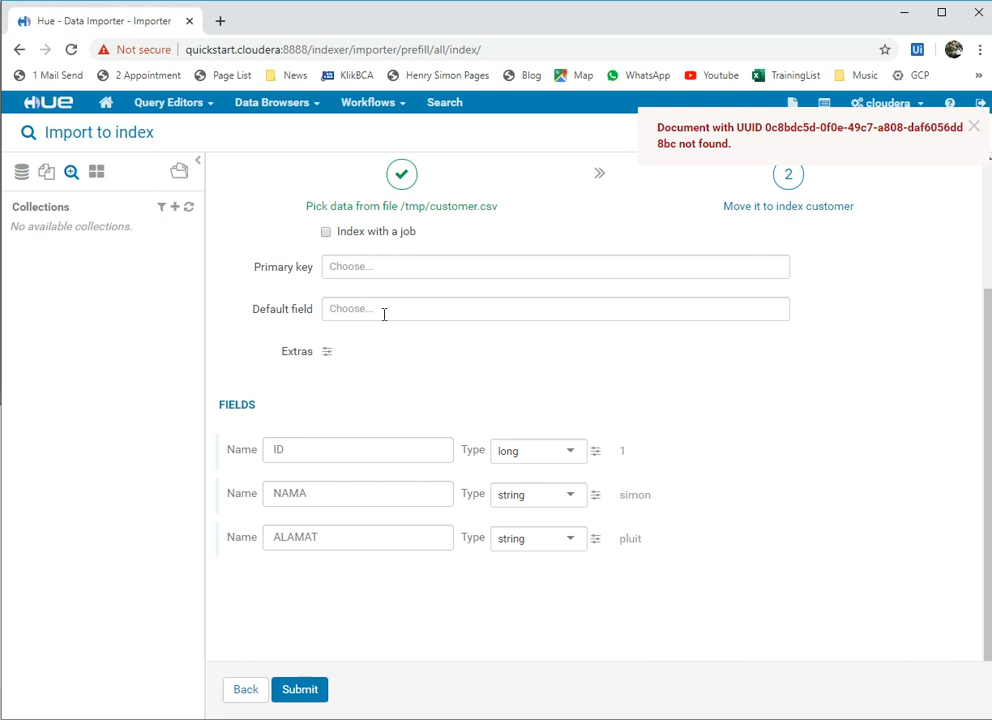 Hue - Data Importer - Importer
Not secure quickstart.cloudera:8888/indexer/importer/prefill/all/index/
1 Mail Send 2 Appointment Page List News KlikBCA Henry Simon Pages Blog Map WhatsApp Youtube TrainingList Music GCP »
HUE Query Editors Data Browsers Workflows Search cloudera
Import to index
Document with UUID 0c8bdc5d-0f0e-49c7-a808-daf6056dd
8bc not found.
2
Collections
Pick data from file /tmp/customer.csv
Move it to index customer
No available collections.
Index with a job
Primary key Choose...
Default field Choose...
Extras
FIELDS
Name ID Type long 1
Name NAMA Type string simon
Name ALAMAT Type string pluit
Back Submit